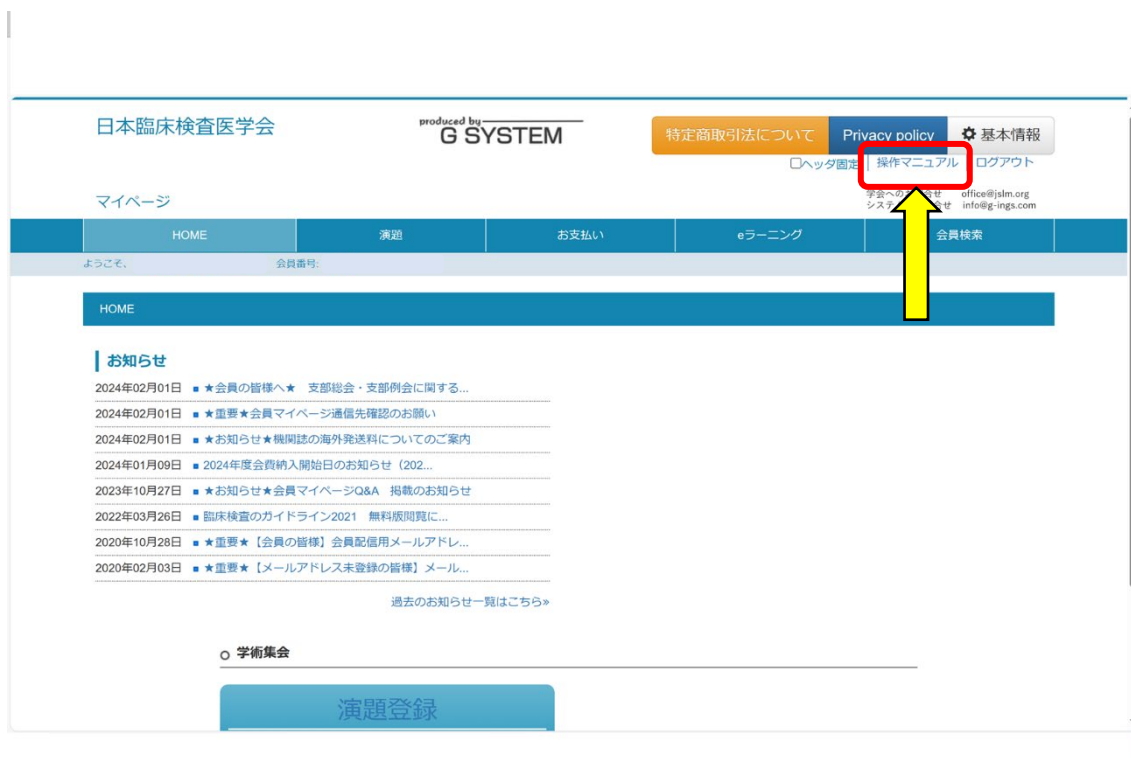 日本臨床検査医学会
produced by
G SYSTEM
特定商取引法について
Privacy policy
基本情報
ヘッダ固定
操作マニュアル
ログアウト
マイページ
学会へのお 合せ office@jslm.org
システ 合せ info@g-ings.com
HOME
演題
お支払い
eラーニング
会員検索
ようこそ、
会員番号:
HOME
お知らせ
2024年02月01日 ■ ★会員の皆様へ★ 支部総会・支部例会に関する...
2024年02月01日 ■ ★重要★会員マイページ通信先確認のお願い
2024年02月01日 ■ ★お知らせ★機関誌の海外発送料についてのご案内
2024年01月09日 ■ 2024年度会費納入開始日のお知らせ（202...
2023年10月27日 ■ ★お知らせ★会員マイページQ&A 掲載のお知らせ
2022年03月26日 ■ 臨床検査のガイドライン2021 無料版閲覧に...
2020年10月28日 ■ ★重要★【会員の皆様】会員配信用メールアドレ...
2020年02月03日 ■ ★重要★【メールアドレス未登録の皆様】メール...
過去のお知らせ一覧はこちら»
学術集会
演題登録